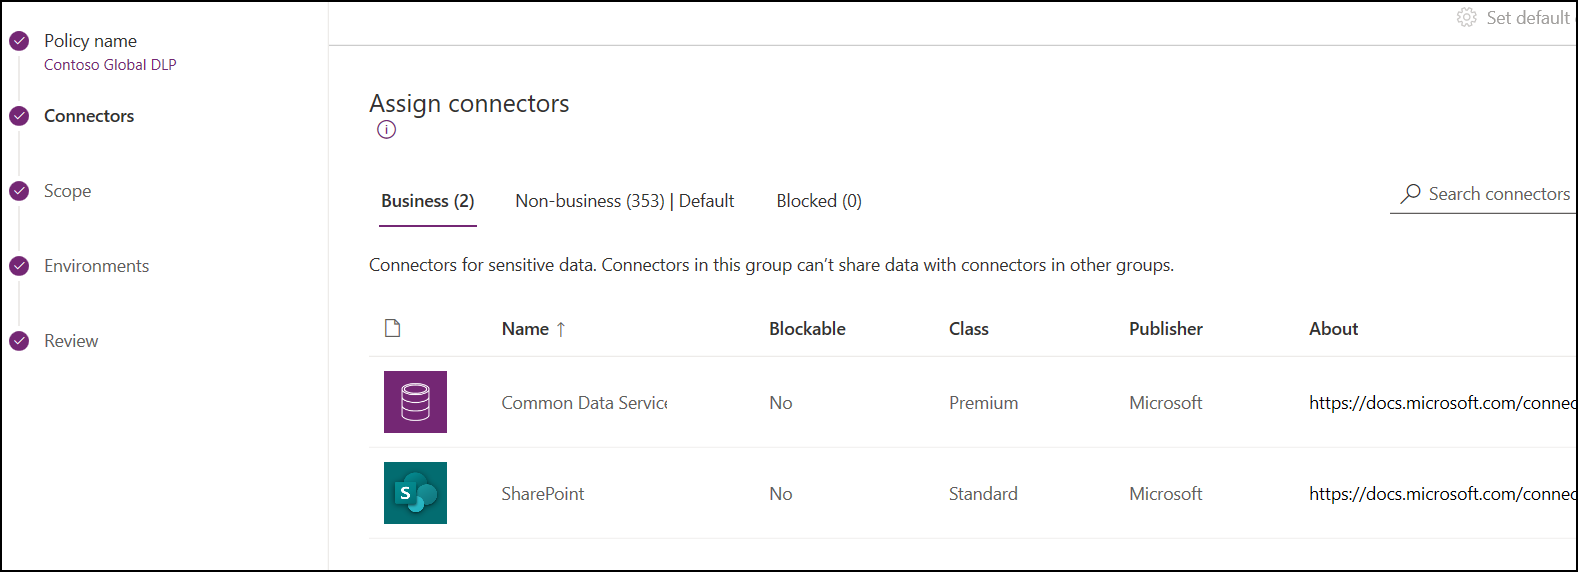 Policy name
Contoso Global DLP
Connectors
Scope
Environments
Review
Set default
Assign connectors
Business (2) Non-business (353) | Default Blocked (0) Search connectors
Connectors for sensitive data. Connectors in this group can’t share data with connectors in other groups.
Name ↑ Blockable Class Publisher About
Common Data Service No Premium Microsoft https://docs.microsoft.com/connec
S SharePoint No Standard Microsoft https://docs.microsoft.com/connec